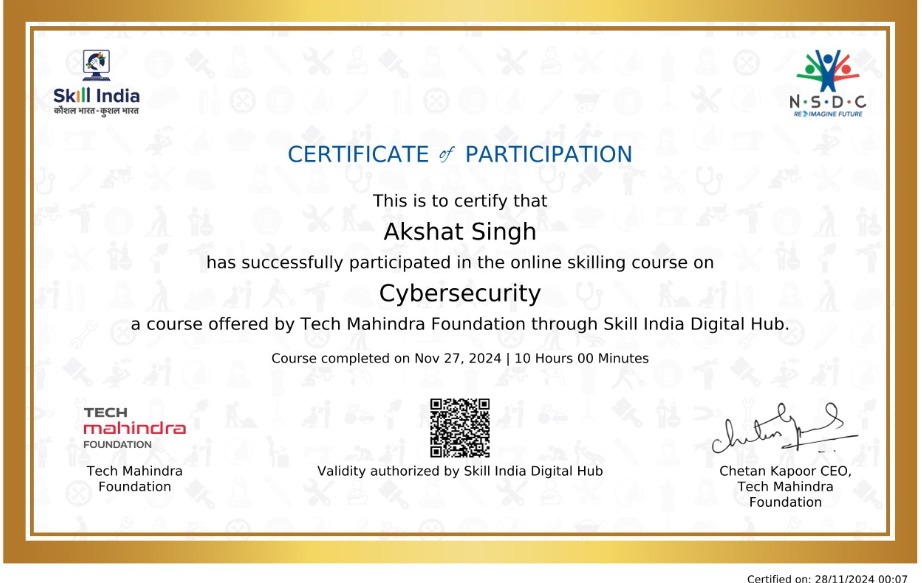 Skill India
कौशल भारत-कुशल भारत
N·S·D·C
RE IMAGINE FUTURE
CERTIFICATE of PARTICIPATION
This is to certify that
Akshat Singh
has successfully participated in the online skilling course on
Cybersecurity
a course offered by Tech Mahindra Foundation through Skill India Digital Hub.
Course completed on Nov 27, 2024 | 10 Hours 00 Minutes
TECH
mahindra
FOUNDATION
Tech Mahindra
Foundation
Validity authorized by Skill India Digital Hub
Chetan Kapoor CEO,
Tech Mahindra
Foundation
Certified on: 28/11/2024 00:07